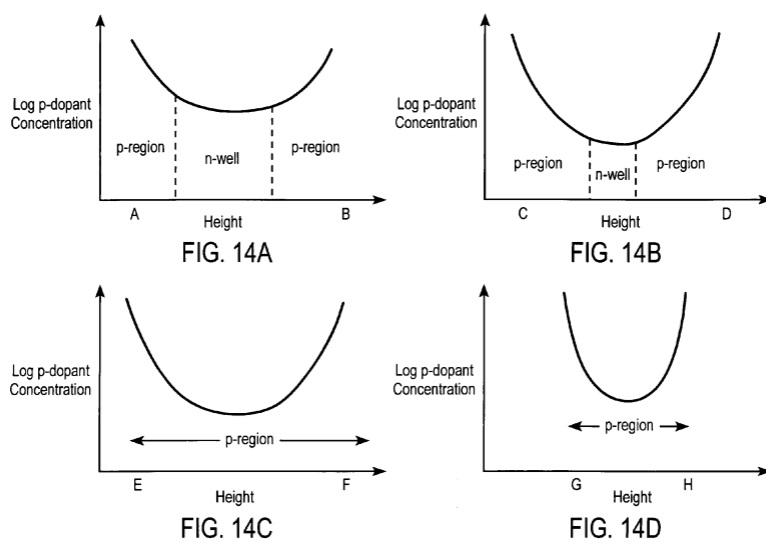 Log p-dopant
Concentration
p-region
n-well
p-region
A
Height
B
FIG. 14A
Log p-dopant
Concentration
p-region
n-well
p-region
C
Height
D
FIG. 14B
Log p-dopant
Concentration
p-region
E
Height
F
FIG. 14C
Log p-dopant
Concentration
p-region
G
Height
H
FIG. 14D